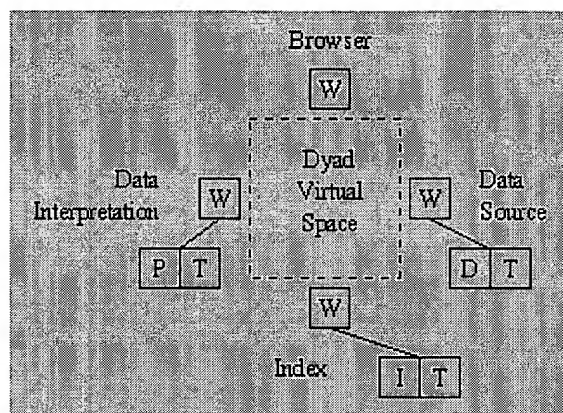 Browser
W
Dyad
Virtual
Space
Data
Interpretation
W
P T
W
Data
Source
D T
W
Index
I T